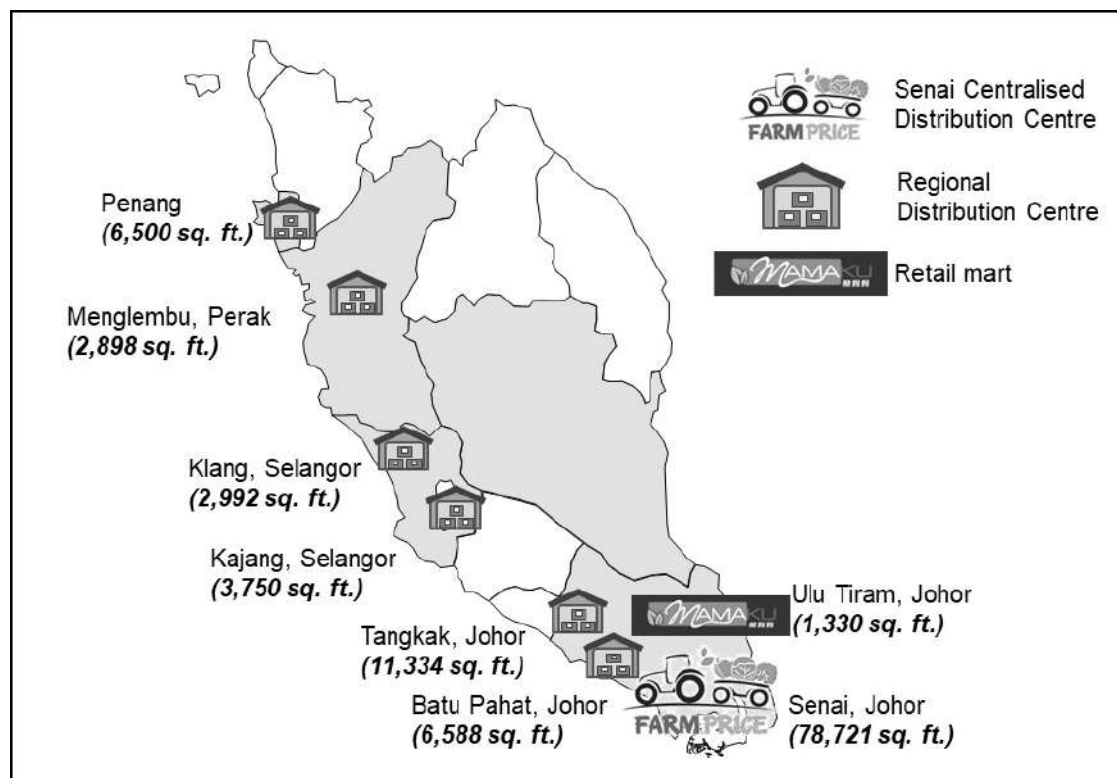 Senai Centralised
Distribution Centre
FARM PRICE
Regional
Distribution Centre
MAMAKU
Retail mart
Penang
(6,500 sq. ft.)
Menglembu, Perak
(2,898 sq. ft.)
Klang, Selangor
(2,992 sq. ft.)
Kajang, Selangor
(3,750 sq. ft.)
Tangkak, Johor
(11,334 sq. ft.)
Batu Pahat, Johor
(6,588 sq. ft.)
MAMAKU
Ulu Tiram, Johor
(1,330 sq. ft.)
FARM PRICE
Senai, Johor
(78,721 sq. ft.)